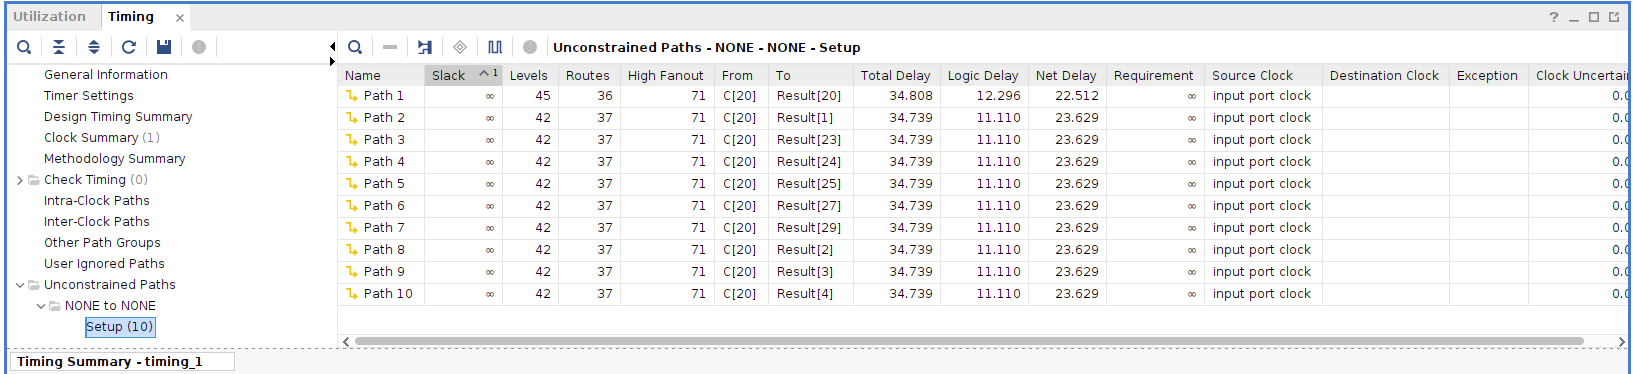 Utilization Timing × ? _
Unconstrained Paths - NONE - NONE - Setup
General Information
Timer Settings
Design Timing Summary
Clock Summary (1)
Methodology Summary
Check Timing (0)
Intra-Clock Paths
Inter-Clock Paths
Other Path Groups
User Ignored Paths
Unconstrained Paths
NONE to NONE
Setup (10)
Name Slack ^1 Levels Routes High Fanout From To Total Delay Logic Delay Net Delay Requirement Source Clock Destination Clock Exception Clock Uncertai
Path 1 ∞ 45 36 71 C[20] Result[20] 34.808 12.296 22.512 ∞ input port clock 0.0
Path 2 ∞ 42 37 71 C[20] Result[1] 34.739 11.110 23.629 ∞ input port clock 0.0
Path 3 ∞ 42 37 71 C[20] Result[23] 34.739 11.110 23.629 ∞ input port clock 0.0
Path 4 ∞ 42 37 71 C[20] Result[24] 34.739 11.110 23.629 ∞ input port clock 0.0
Path 5 ∞ 42 37 71 C[20] Result[25] 34.739 11.110 23.629 ∞ input port clock 0.0
Path 6 ∞ 42 37 71 C[20] Result[27] 34.739 11.110 23.629 ∞ input port clock 0.0
Path 7 ∞ 42 37 71 C[20] Result[29] 34.739 11.110 23.629 ∞ input port clock 0.0
Path 8 ∞ 42 37 71 C[20] Result[2] 34.739 11.110 23.629 ∞ input port clock 0.0
Path 9 ∞ 42 37 71 C[20] Result[3] 34.739 11.110 23.629 ∞ input port clock 0.0
Path 10 ∞ 42 37 71 C[20] Result[4] 34.739 11.110 23.629 ∞ input port clock 0.0
Timing Summary - timing_1